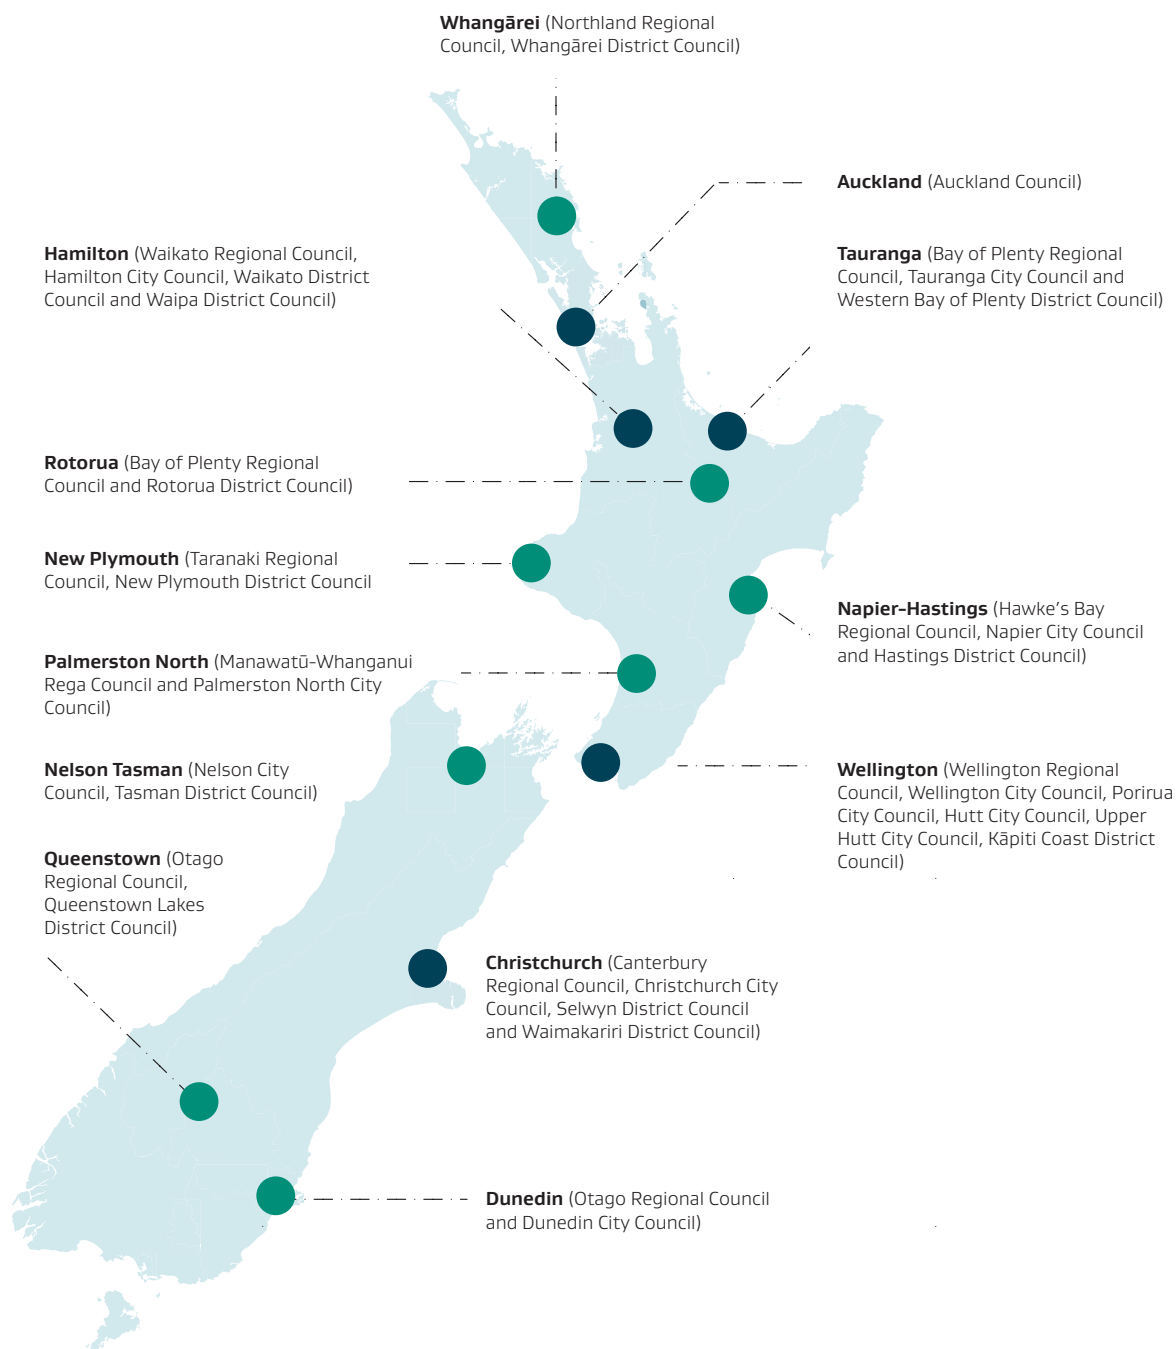 Whangārei (Northland Regional
Council, Whangārei District Council)
Auckland (Auckland Council)
Hamilton (Waikato Regional Council,
Hamilton City Council, Waikato District
Council and Waipa District Council)
Tauranga (Bay of Plenty Regional
Council, Tauranga City Council and
Western Bay of Plenty District Council)
Rotorua (Bay of Plenty Regional
Council and Rotorua District Council)
New Plymouth (Taranaki Regional
Council, New Plymouth District Council
Napier-Hastings (Hawke's Bay
Regional Council, Napier City Council
and Hastings District Council)
Palmerston North (Manawatū-Whanganui
Rega Council and Palmerston North City
Council)
Nelson Tasman (Nelson City
Council, Tasman District Council)
Wellington (Wellington Regional
Council, Wellington City Council, Porirua
City Council, Hutt City Council, Upper
Hutt City Council, Kāpiti Coast District
Council)
Queenstown (Otago
Regional Council,
Queenstown Lakes
District Council)
Christchurch (Canterbury
Regional Council, Christchurch City
Council, Selwyn District Council
and Waimakariri District Council)
Dunedin (Otago Regional Council
and Dunedin City Council)